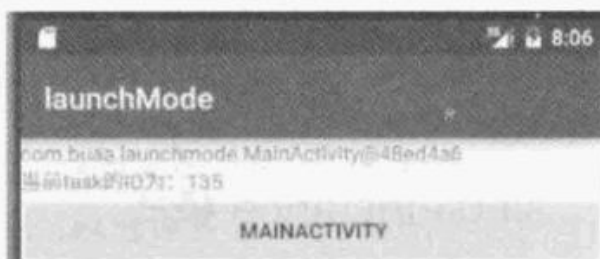 8:06
launchMode
com.buaa.launchmode.MainActivity@48ed4a6
当前task的ID为: 135
MAINACTIVITY